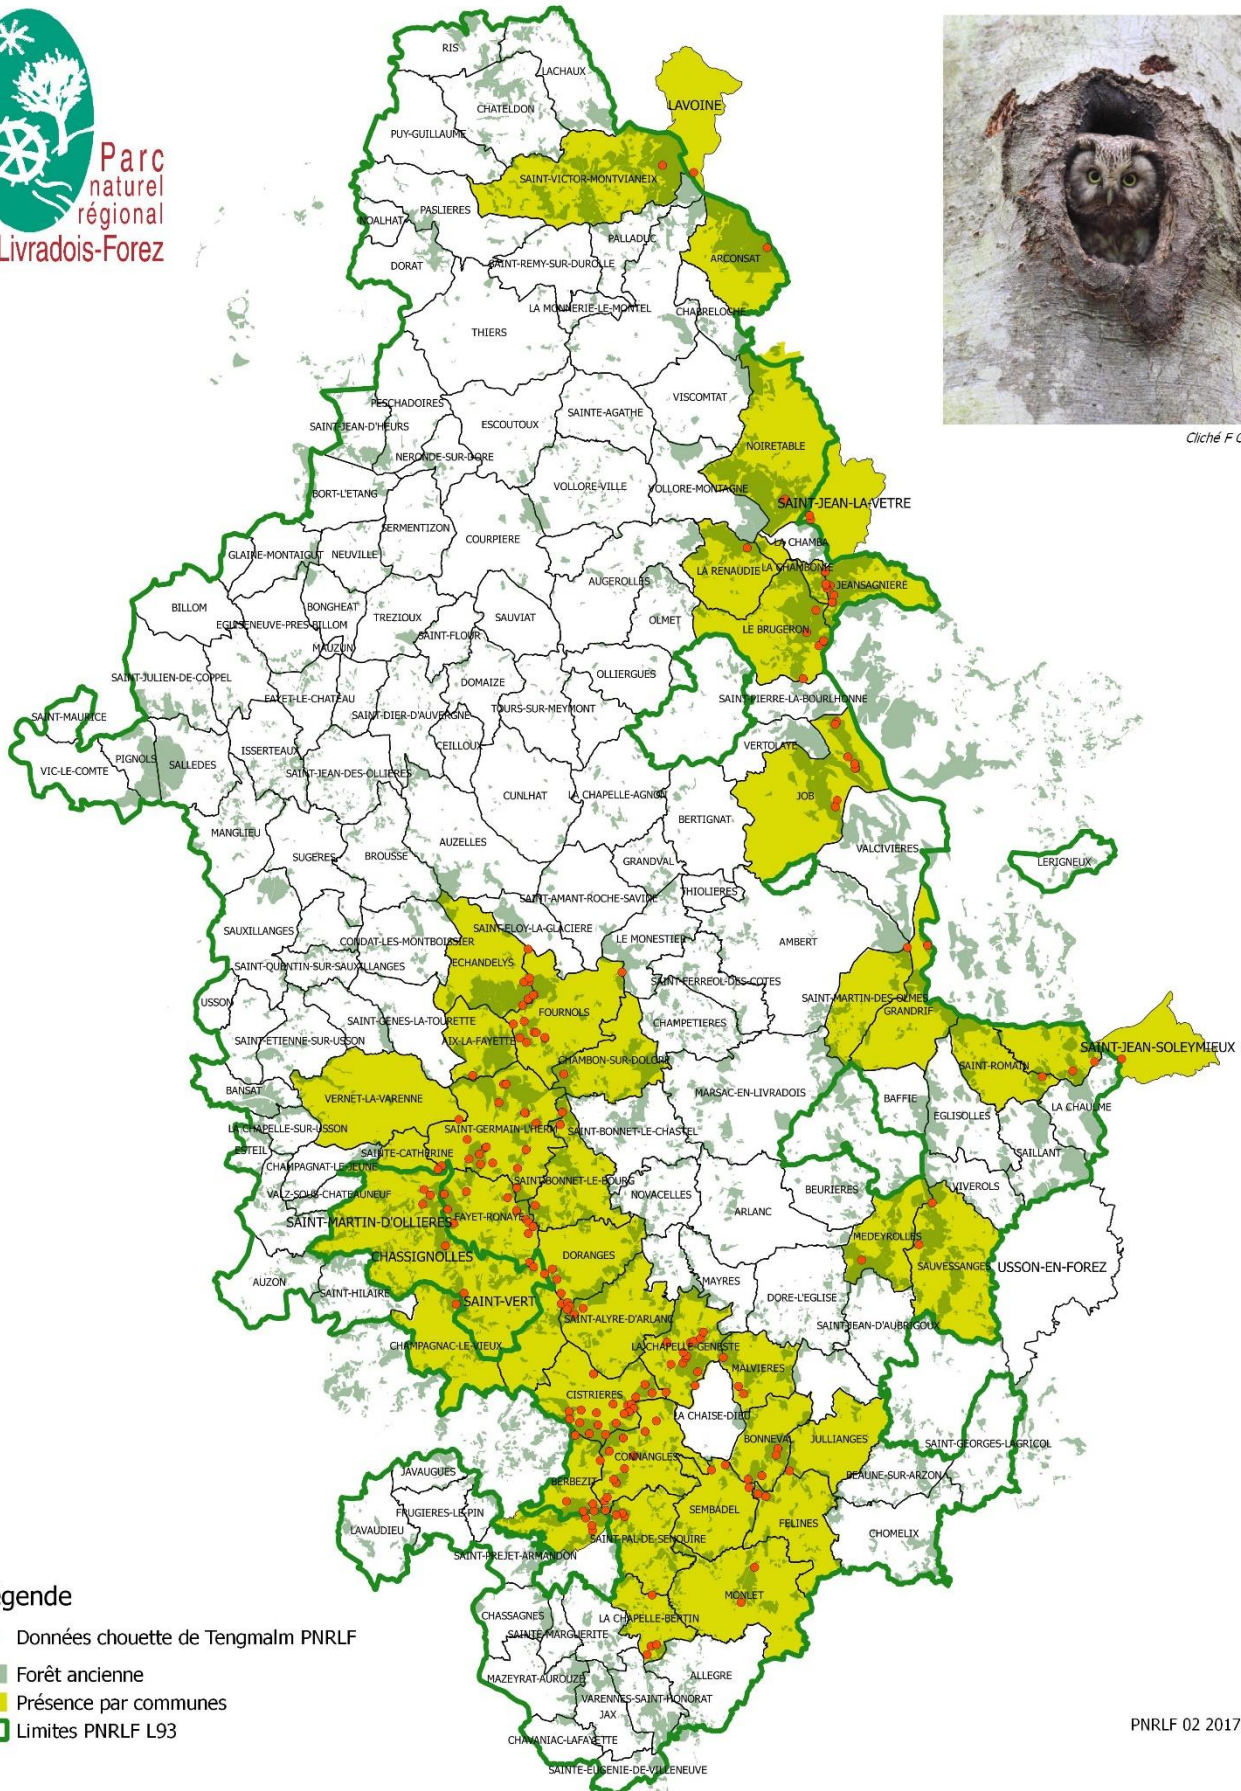 Parc
naturel
régional
Livradois-Forez
RIS
LACHAUX
CHATELDON
LAVOINE
PUY-GUILLAUME
SAINT-VICTOR-MONTVIANEIX
PASLIERES
NOALHAT
PALLADUC
DORAT
SAINT-REMY-SUR-DUROLLE
ARCONSAT
LA MONNERIE-LE-MONTEL
CHABRELOCHE
THIERS
VISCOMTAT
PESCHADOIRES
SAINTE-AGATHE
SAINT-JEAN-D'HEURS
ESCOUTOUX
Cliché F C
NOIRETABLE
NERONDE-SUR-DORE
VOLLORE-VILLE
VOLLORE-MONTAGNE
BORT-L'ETANG
SAINT-JEAN-LA-VETRE
SERMENTIZON
COURPIERE
LA CHAMBA
GLAINE-MONTAIGUT
NEUVILLE
LA RENAUDIE
LA CHAMBONIE
AUGEROLLES
JEANSAGNIERE
BILLOM
BONGHEAT
TREZIOUX
SAUVIAT
OLMET
EGLISENEUVE-PRES-BILLOM
LE BRUGERON
SAINT-FLOUR
MAUZUN
OLLIERGUES
SAINT-JULIEN-DE-COPPEL
DOMAIZE
FAYET-LE-CHATEAU
SAINT-PIERRE-LA-BOURLHONNE
TOURS-SUR-MEYMONT
SAINT-MAURICE
SAINT-DIER-D'AUVERGNE
CEILLOUX
VERTOLAYE
ISSERTEAUX
PIGNOLS
SALLEDES
VIC-LE-COMTE
SAINT-JEAN-DES-OLLIERES
CUNLHAT
LA CHAPELLE-AGNON
JOB
BERTIGNAT
MANGLIEU
AUZELLES
VALCIVIERES
SUGERES
BROUSSE
GRANDVAL
LERIGNEUX
THIOLIERES
SAINT-AMANT-ROCHE-SAVINE
SAUXILLANGES
SAINT-ELOY-LA-GLACIERE
CONDAT-LES-MONTBOISSIER
LE MONESTIER
AMBERT
ECHANDELYS
SAINT-QUENTIN-SUR-SAUXILLANGES
SAINT-FERREOL-DES-COTES
USSON
SAINT-MARTIN-DES-OLMES
GRANDRIF
FOURNOLS
SAINT-GENES-LA-TOURETTE
CHAMPETIERES
SAINT-ETIENNE-SUR-USSON
AIX-LA-FAYETTE
SAINT-JEAN-SOLEYMIEUX
CHAMBON-SUR-DOLORE
SAINT-ROMAIN
BANSAT
MARSAC-EN-LIVRADOIS
VERNET-LA-VARENNE
BAFFIE
LA CHAULME
EGLISOLLES
LA CHAPELLE-SUR-USSON
SAINT-GERMAIN-L'HERM
SAINT-BONNET-LE-CHASTEL
ESTEIL
SAINTE-CATHERINE
SAILLANT
CHAMPAGNAT-LE-JEUNE
SAINT-BONNET-LE-BOURG
BEURIERES
VIVEROLS
VALZ-SOUS-CHATEAUNEUF
NOVACELLES
ARLANC
SAINT-MARTIN-D'OLLIERES
FAYET-RONAYE
MEDEYROLLES
CHASSIGNOLLES
DORANGES
SAUVESSANGES
USSON-EN-FOREZ
AUZON
MAYRES
SAINT-HILAIRE
DORE-L'EGLISE
SAINT-VERT
SAINT-ALYRE-D'ARLANC
SAINT-JEAN-D'AUBRIGOUX
CHAMPAGNAC-LE-VIEUX
LA CHAPELLE-GENESTE
MALVIERES
CISTRIERES
LA CHAISE-DIEU
BONNEVAL
JULLIANGES
SAINT-GEORGES-LAGRICOL
CONNANGLES
JAVAUGUES
BEAUNE-SUR-ARZON
BERBEZIT
FRUGIERES-LE-PIN
SEMBADEL
FELINES
LAVAUDIEU
CHOMELIX
SAINT-PAL-DE-SENOUIRE
SAINT-PREJET-ARMANDON
MONLET
CHASSAGNES
LA CHAPELLE-BERTIN
SAINTE-MARGUERITE
MAZEYRAT-AUROUZE
ALLEGRE
VARENNES-SAINT-HONORAT
JAX
CHAVANIAC-LAFAYETTE
SAINTE-EUGENIE-DE-VILLENEUVE
gende
Données chouette de Tengmalm PNRLF
Forêt ancienne
Présence par communes
Limites PNRLF L93
PNRLF 02 2017